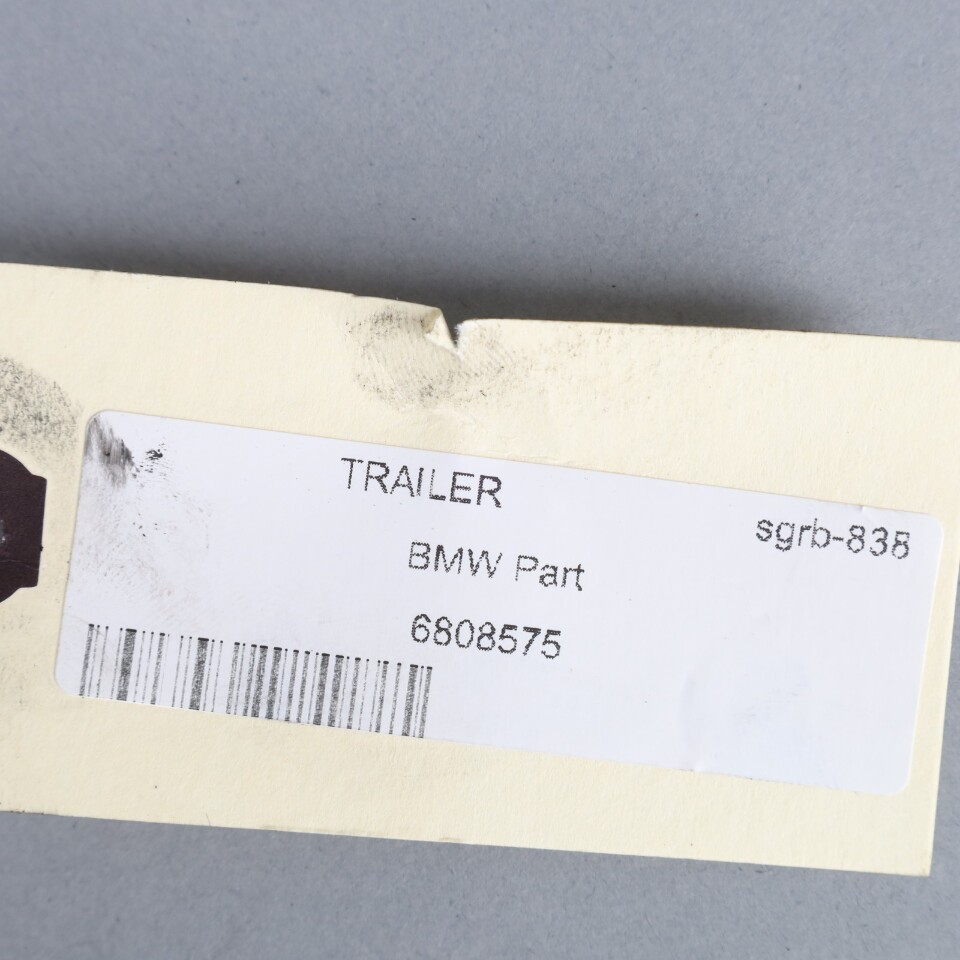 TRAILER
sgrb-838
BMW Part
6808575